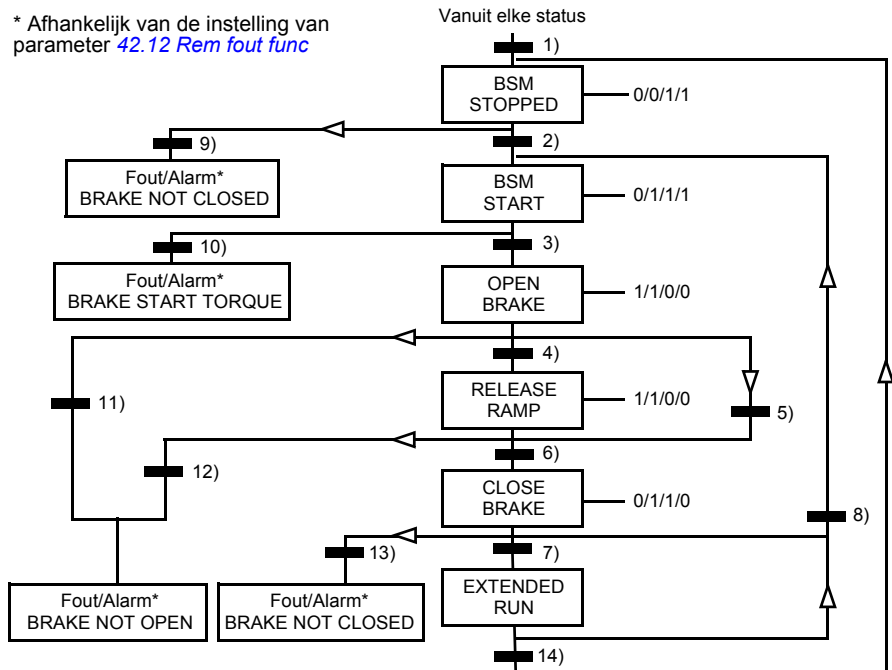 * Afhankelijk van de instelling van
parameter 42.12 Rem fout func
Vanuit elke status
1)
BSM
STOPPED
0/0/1/1
9)
2)
Fout/Alarm*
BRAKE NOT CLOSED
BSM
START
0/1/1/1
10)
3)
Fout/Alarm*
BRAKE START TORQUE
OPEN
BRAKE
1/1/0/0
4)
RELEASE
RAMP
1/1/0/0
11)
5)
6)
12)
CLOSE
BRAKE
0/1/1/0
8)
13)
7)
Fout/Alarm*
BRAKE NOT OPEN
Fout/Alarm*
BRAKE NOT CLOSED
EXTENDED
RUN
14)